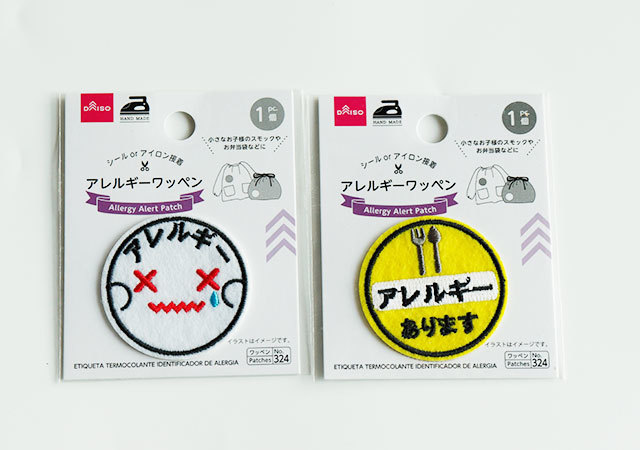 DAISO
HAND MADE
1 pc. 個
小さなお子様のスモックや
お弁当袋などに
シール or アイロン接着
アレルギーワッペン
Allergy Alert Patch
アレルギー
イラストはイメージです。
ワッペン Patches No. 324
ETIQUETA TERMOCOLANTE IDENTIFICADOR DE ALERGIA
DAISO
HAND MADE
1 pc. 個
小さなお子様のスモックや
お弁当袋などに
シール or アイロン接着
アレルギーワッペン
Allergy Alert Patch
アレルギー
あります
イラストはイメージです。
ワッペン Patches No. 324
ETIQUETA TERMOCOLANTE IDENTIFICADOR DE ALERGIA